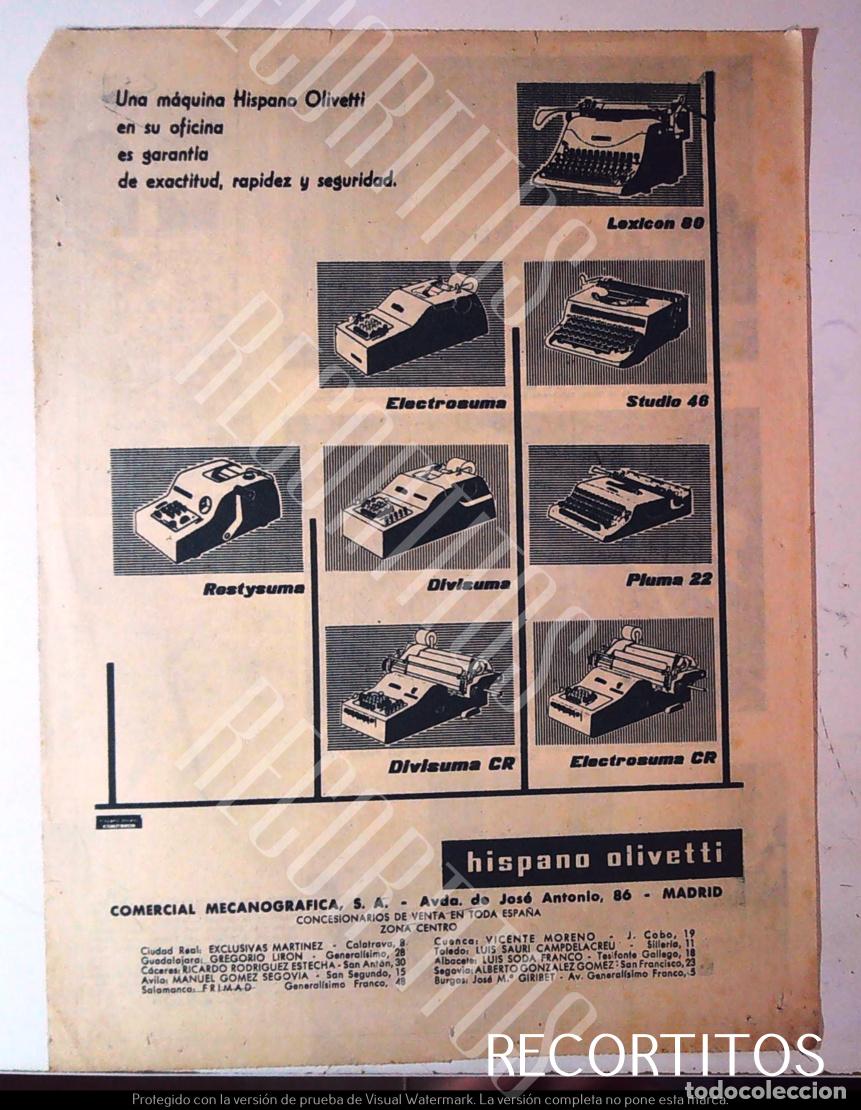 Una máquina Hispano Olivetti
en su oficina
es garantía
de exactitud, rapidez y seguridad.
Lexicon 80
Electrosuma
Studio 46
Restysuma
Divisuma
Pluma 22
Divisuma CR
Electrosuma CR
hispano olivetti
COMERCIAL MECANOGRAFICA, S. A. - Avda. de José Antonio, 86 - MADRID
CONCESIONARIOS DE VENTA EN TODA ESPAÑA
ZONA CENTRO
Ciudad Real: EXCLUSIVAS MARTINEZ - Calatrava, 8
Guadalajara: GREGORIO LIRON - Generalísimo, 28
Cáceres: RICARDO RODRIGUEZ ESTECHA - San Antón, 30
Avila: MANUEL GOMEZ SEGOVIA - San Segundo, 15
Salamanca: FRIMAD Generalísimo Franco, 48
Cuenca: VICENTE MORENO - J. Cobo, 19
Toledo: LUIS SAURI CAMPDELACREU - Sillería, 11
Albacete: LUIS SODA FRANCO - Tesifonte Gallego, 18
Segovia: ALBERTO GONZALEZ GOMEZ - San Francisco, 23
Burgos: José M.ª GIRIBET - Av. Generalísimo Franco, 5
RECORTITOS
RECORTITOS
RECORTITOS
RECORTITOS
todocoleccion
Protegido con la versión de prueba de Visual Watermark. La versión completa no pone esta marca.